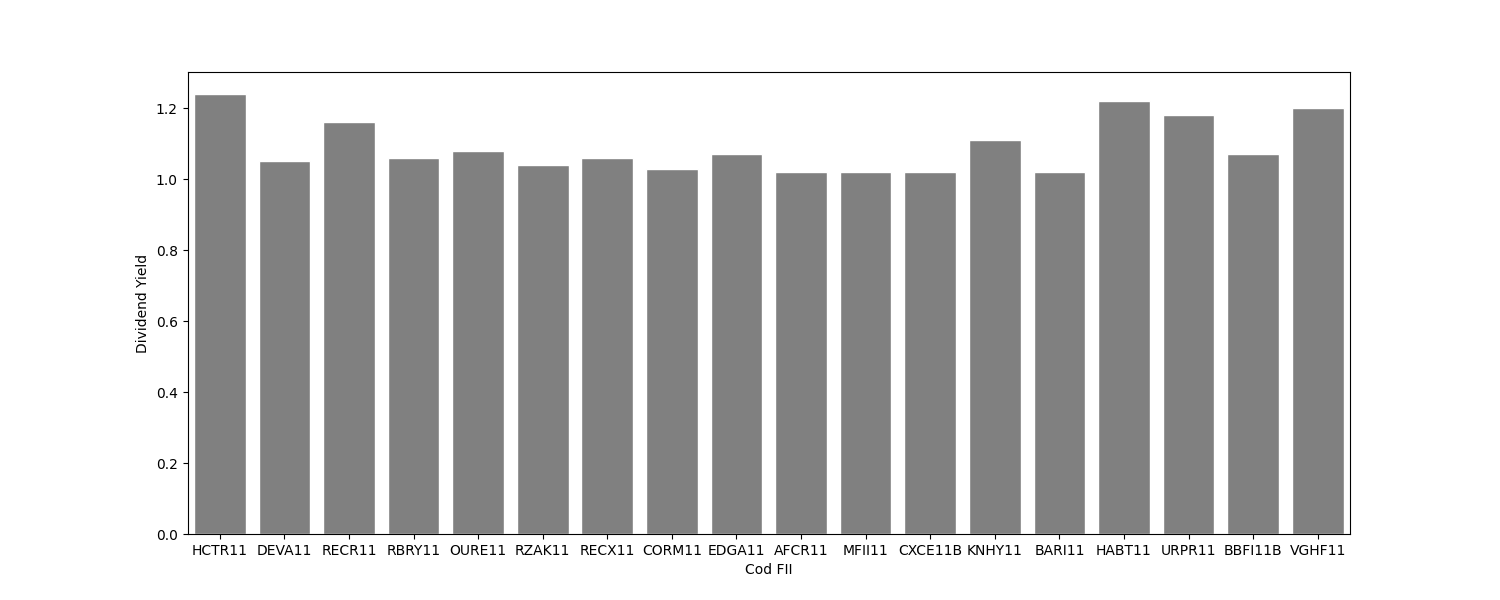 Dividend Yield
1.2
1.0
0.8
0.6
0.4
0.2
0.0
HCTR11 DEVA11 RECR11 RBRY11 OURE11 RZAK11 RECX11 CORM11 EDGA11 AFCR11 MFII11 CXCE11B KNHY11 BARI11 HABT11 URPR11 BBFI11B VGHF11
Cod FII